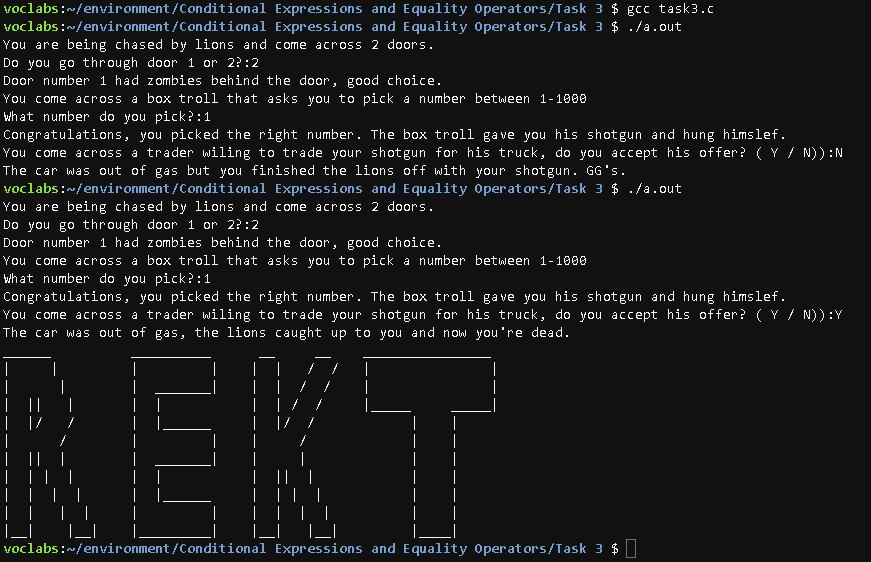 voclabs:~/environment/Conditional Expressions and Equality Operators/Task 3 $ gcc task3.c
voclabs:~/environment/Conditional Expressions and Equality Operators/Task 3 $ ./a.out
You are being chased by lions and come across 2 doors.
Do you go through door 1 or 2?:2
Door number 1 had zombies behind the door, good choice.
You come across a box troll that asks you to pick a number between 1-1000
What number do you pick?:1
Congratulations, you picked the right number. The box troll gave you his shotgun and hung himslef.
You come across a trader wiling to trade your shotgun for his truck, do you accept his offer? ( Y / N)):N
The car was out of gas but you finished the lions off with your shotgun. GG's.
voclabs:~/environment/Conditional Expressions and Equality Operators/Task 3 $ ./a.out
You are being chased by lions and come across 2 doors.
Do you go through door 1 or 2?:2
Door number 1 had zombies behind the door, good choice.
You come across a box troll that asks you to pick a number between 1-1000
What number do you pick?:1
Congratulations, you picked the right number. The box troll gave you his shotgun and hung himslef.
You come across a trader wiling to trade your shotgun for his truck, do you accept his offer? ( Y / N)):Y
The car was out of gas, the lions caught up to you and now you're dead.
REKT
voclabs:~/environment/Conditional Expressions and Equality Operators/Task 3 $